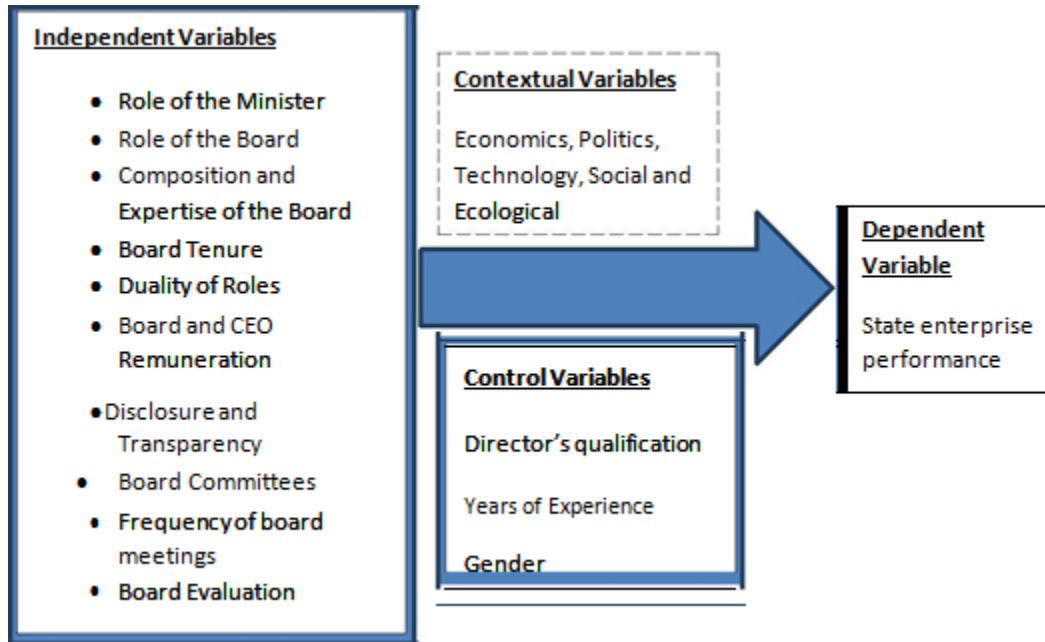 Independent Variables
● Role of the Minister
● Role of the Board
● Composition and
Expertise of the Board
● Board Tenure
● Duality of Roles
● Board and CEO
Remuneration
●Disclosure and
Transparency
● Board Committees
● Frequency of board
meetings
● Board Evaluation
Contextual Variables
Economics, Politics,
Technology, Social and
Ecological
Control Variables
Director’s qualification
Years of Experience
Gender
Dependent
Variable
State enterprise
performance